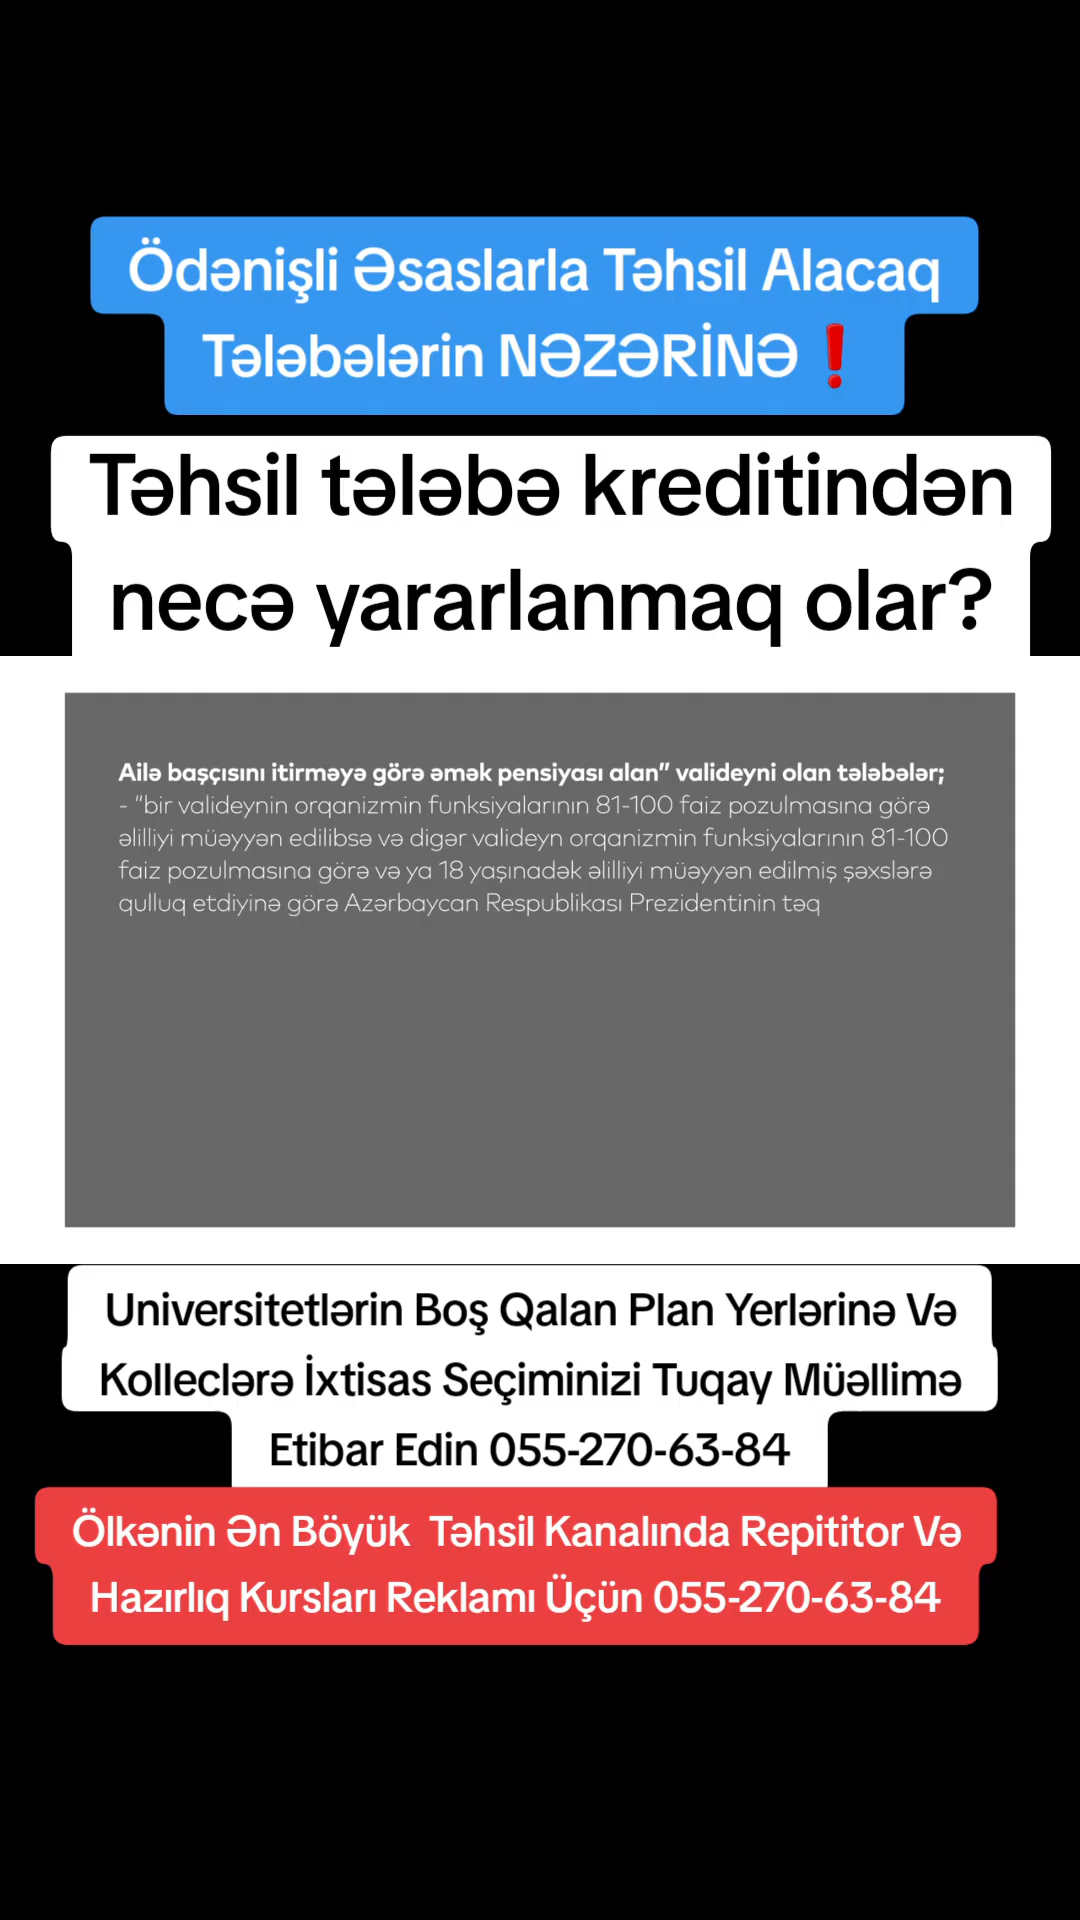 Ödənişli Əsaslarla Təhsil Alacaq
Tələbələrin NƏZƏRİNƏ❗
Təhsil tələbə kreditindən
necə yararlanmaq olar?
Ailə başçısını itirməyə görə əmək pensiyası alan” valideyni olan tələbələr;
- “bir valideynin orqanizmin funksiyalarının 81-100 faiz pozulmasına görə
əlilliyi müəyyən edilibsə və digər valideyn orqanizmin funksiyalarının 81-100
faiz pozulmasına görə və ya 18 yaşınadək əlilliyi müəyyən edilmiş şəxslərə
qulluq etdiyinə görə Azərbaycan Respublikası Prezidentinin təq
Universitetlərin Boş Qalan Plan Yerlərinə Və
Kolleclərə İxtisas Seçiminizi Tuqay Müəllimə
Etibar Edin 055-270-63-84
Ölkənin Ən Böyük Təhsil Kanalında Repititor Və
Hazırlıq Kursları Reklamı Üçün 055-270-63-84